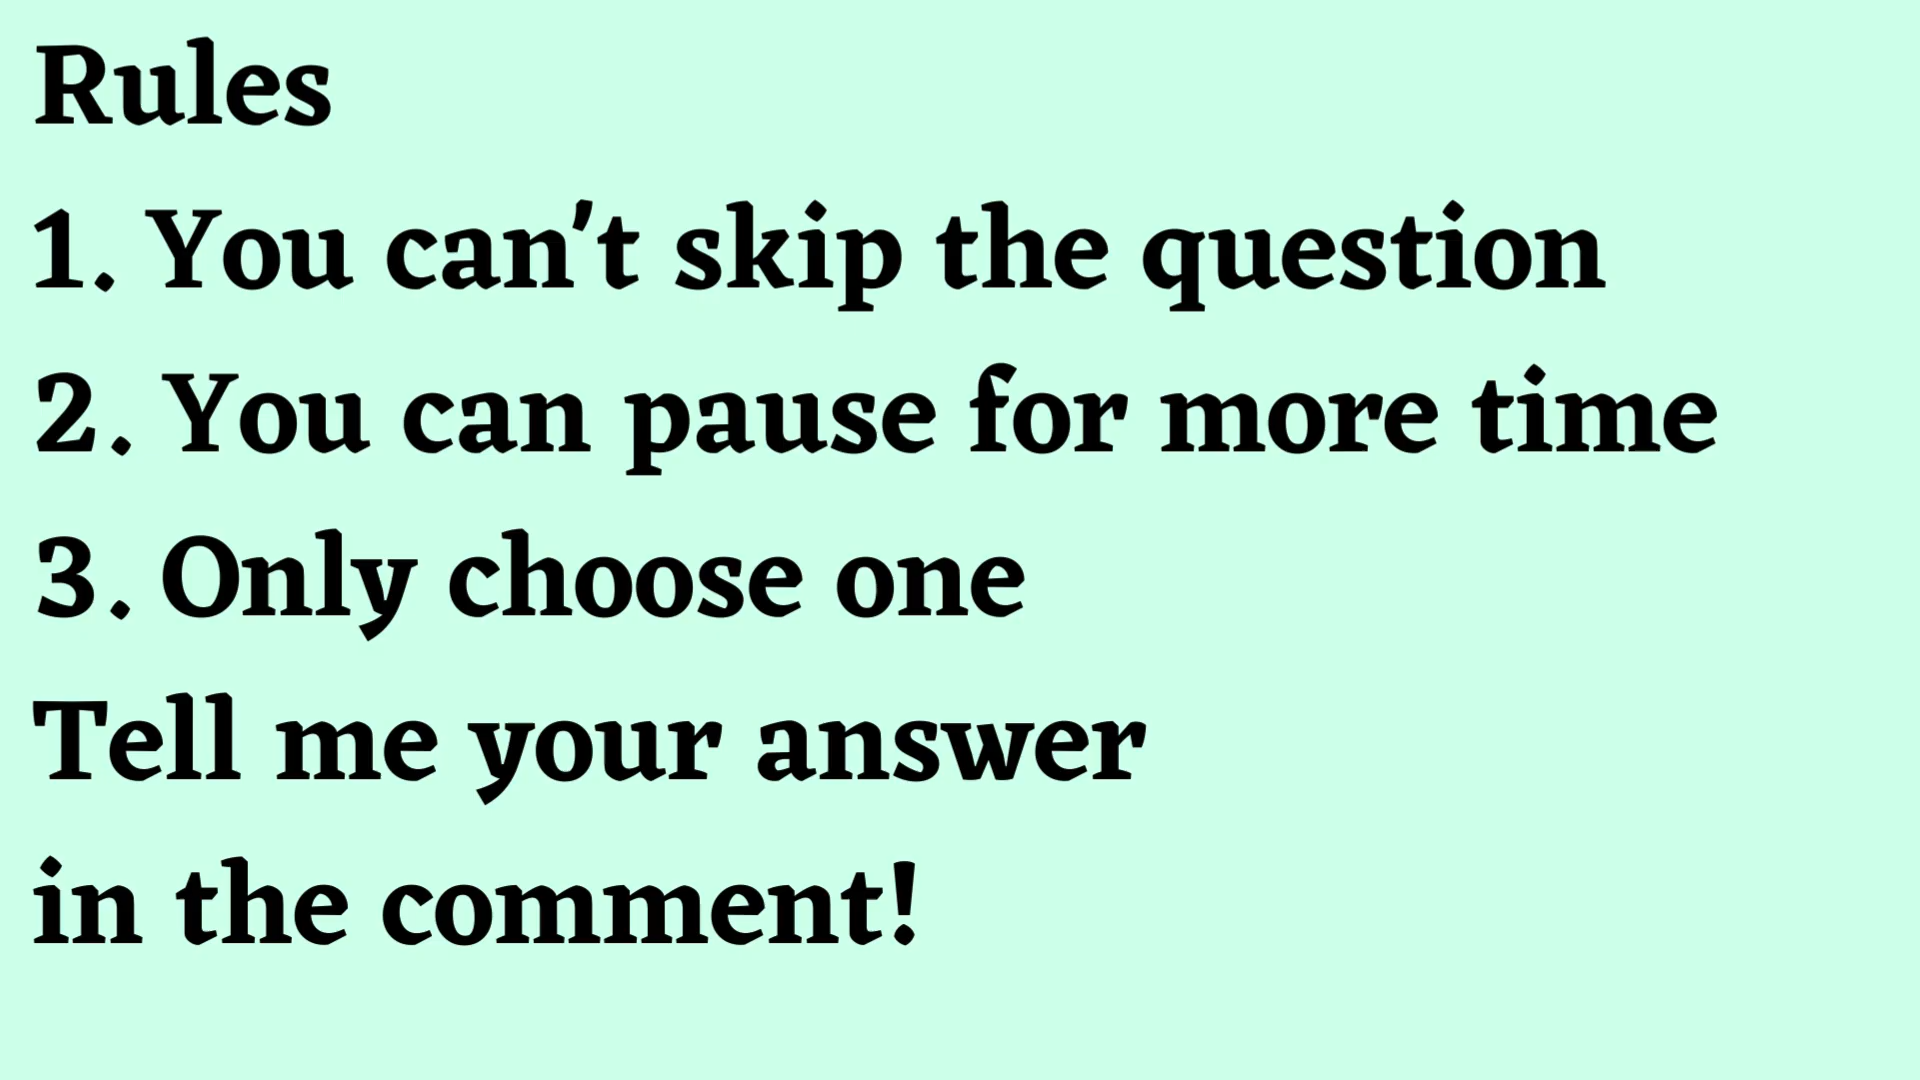 Rules
1. You can't skip the question
2. You can pause for more time
3. Only choose one
Tell me your answer
in the comment!